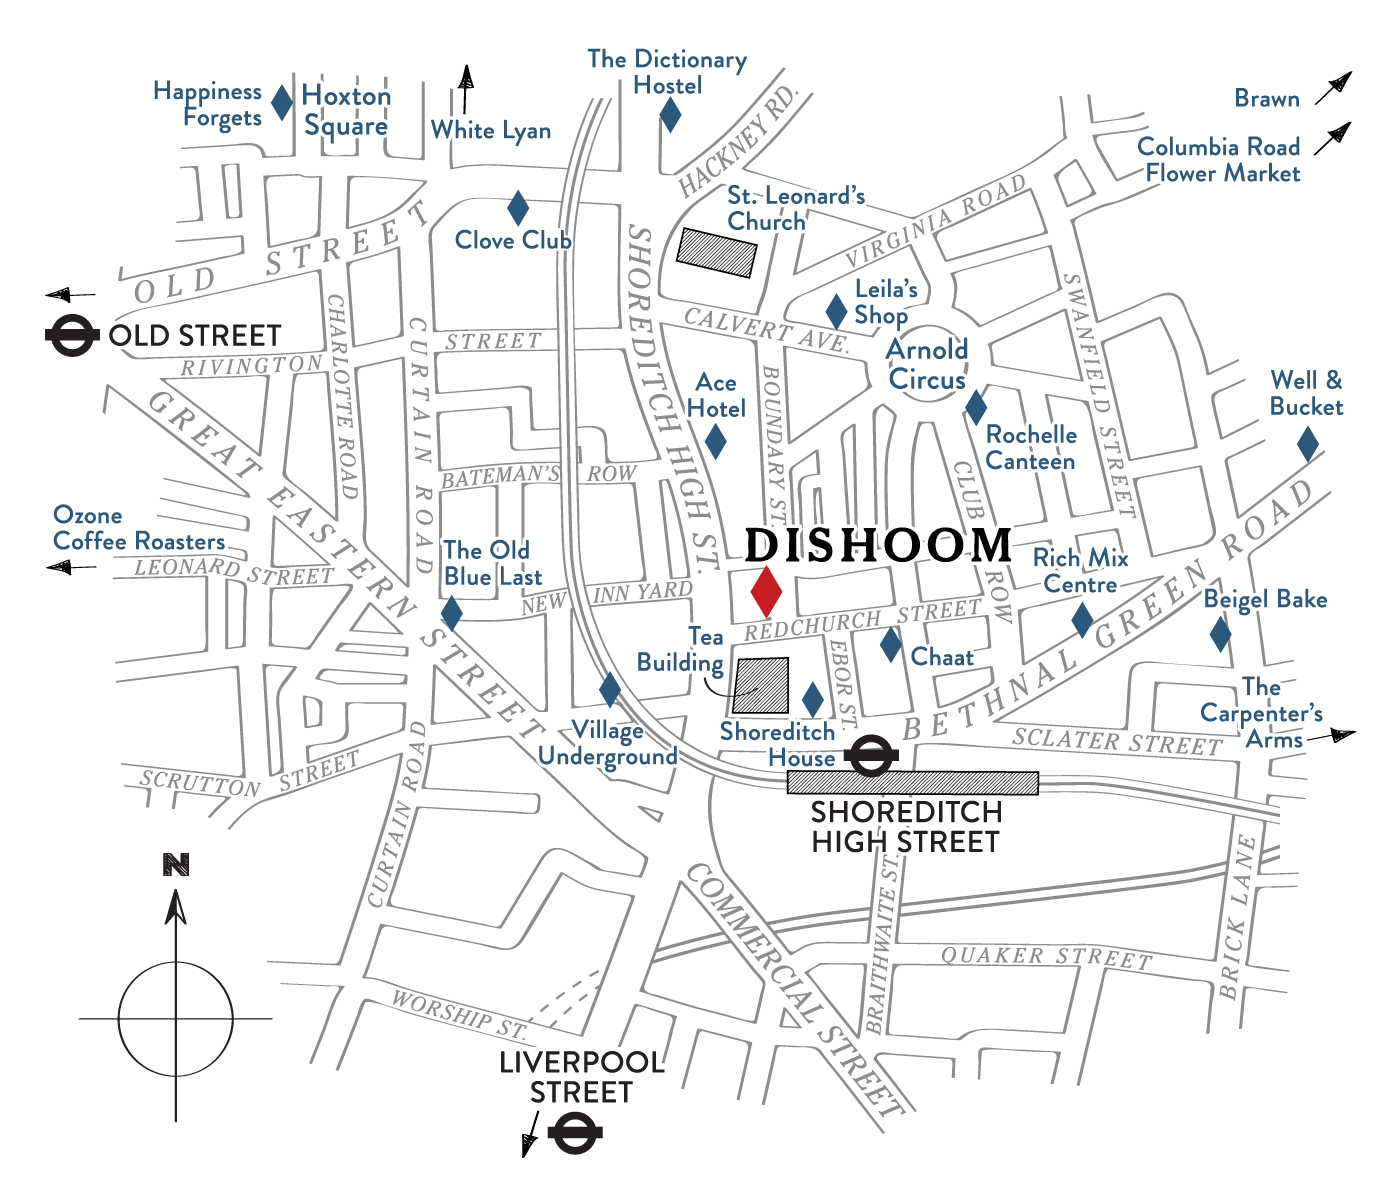 The Dictionary
Hostel
Happiness
Forgets
Hoxton
Square
White Lyan
HACKNEY RD.
Brawn
Columbia Road
Flower Market
St. Leonard's
Church
VIRGINIA ROAD
Clove Club
OLD STREET
OLD STREET
SHOREDITCH HIGH ST.
Leila's
Shop
CALVERT AVE.
SWANFIELD STREET
Arnold
Circus
RIVINGTON STREET
CHARLOTTE ROAD
CURTAIN ROAD
BOUNDARY ST.
Ace
Hotel
Well &
Bucket
GREAT EASTERN STREET
Rochelle
Canteen
BATEMAN'S ROW
CLUB ROW
Ozone
Coffee Roasters
LEONARD STREET
The Old
Blue Last
DISHOOM
Rich Mix
Centre
NEW INN YARD
REDCHURCH STREET
BETHNAL GREEN ROAD
Beigel Bake
Tea
Building
EBOR ST.
Chaat
The
Carpenter's
Arms
Village
Underground
Shoreditch
House
SCLATER STREET
SCRUTTON STREET
CURTAIN ROAD
SHOREDITCH
HIGH STREET
N
COMMERCIAL STREET
BRAITHWAITE ST.
BRICK LANE
QUAKER STREET
WORSHIP ST.
LIVERPOOL
STREET